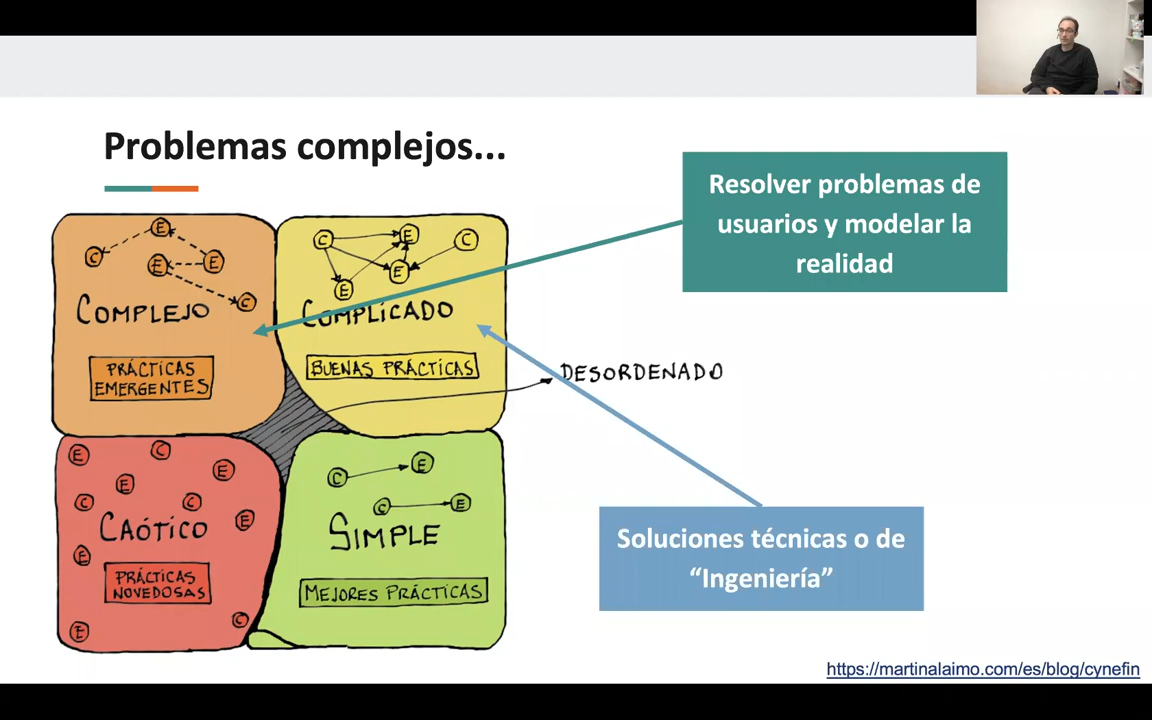 Problemas complejos...
Resolver problemas de
usuarios y modelar la
realidad
E
C
E
E
C
COMPLEJO
PRÁCTICAS
EMERGENTES
C
E
C
E
E
COMPLICADO
BUENAS PRÁCTICAS
DESORDENADO
E
C
E
E
C
C
E
E
CAÓTICO
PRÁCTICAS
NOVEDOSAS
C
E
C
E
C
E
SIMPLE
MEJORES PRÁCTICAS
Soluciones técnicas o de
“Ingeniería”
https://martinalaimo.com/es/blog/cynefin